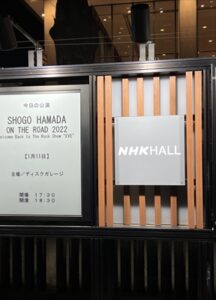 今日の公演
SHOGO HAMADA
ON THE ROAD 2022
Welcome Back to The Rock Show "EVE"
【1月11日】
主催/ディスクガレージ
開場 17:30
開演 18:30
NHKHALL